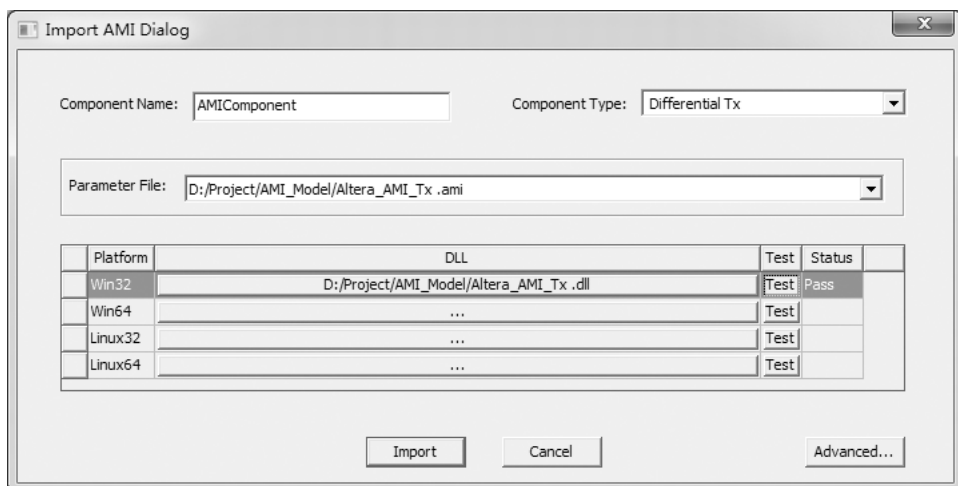 Import AMI Dialog
Component Name: AMIComponent Component Type: Differential Tx
Parameter File: D:/Project/AMI_Model/Altera_AMI_Tx .ami
Platform DLL Test Status
Win32 D:/Project/AMI_Model/Altera_AMI_Tx .dll Test Pass
Win64 ... Test
Linux32 ... Test
Linux64 ... Test
Import Cancel Advanced...